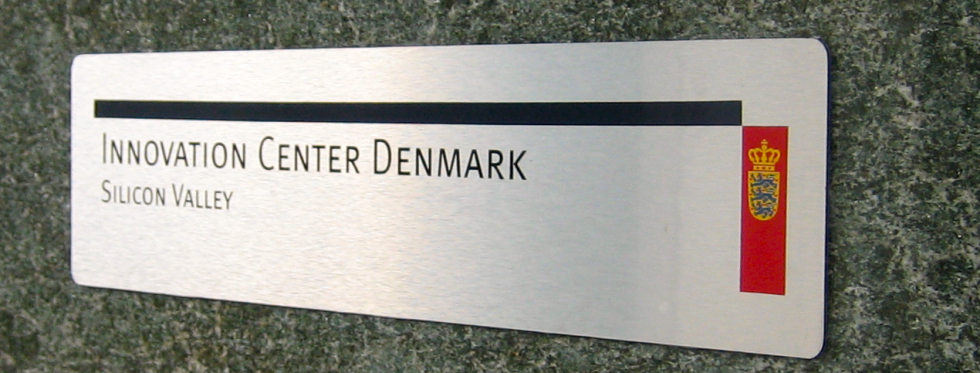 Innovation Center Denmark
Silicon Valley